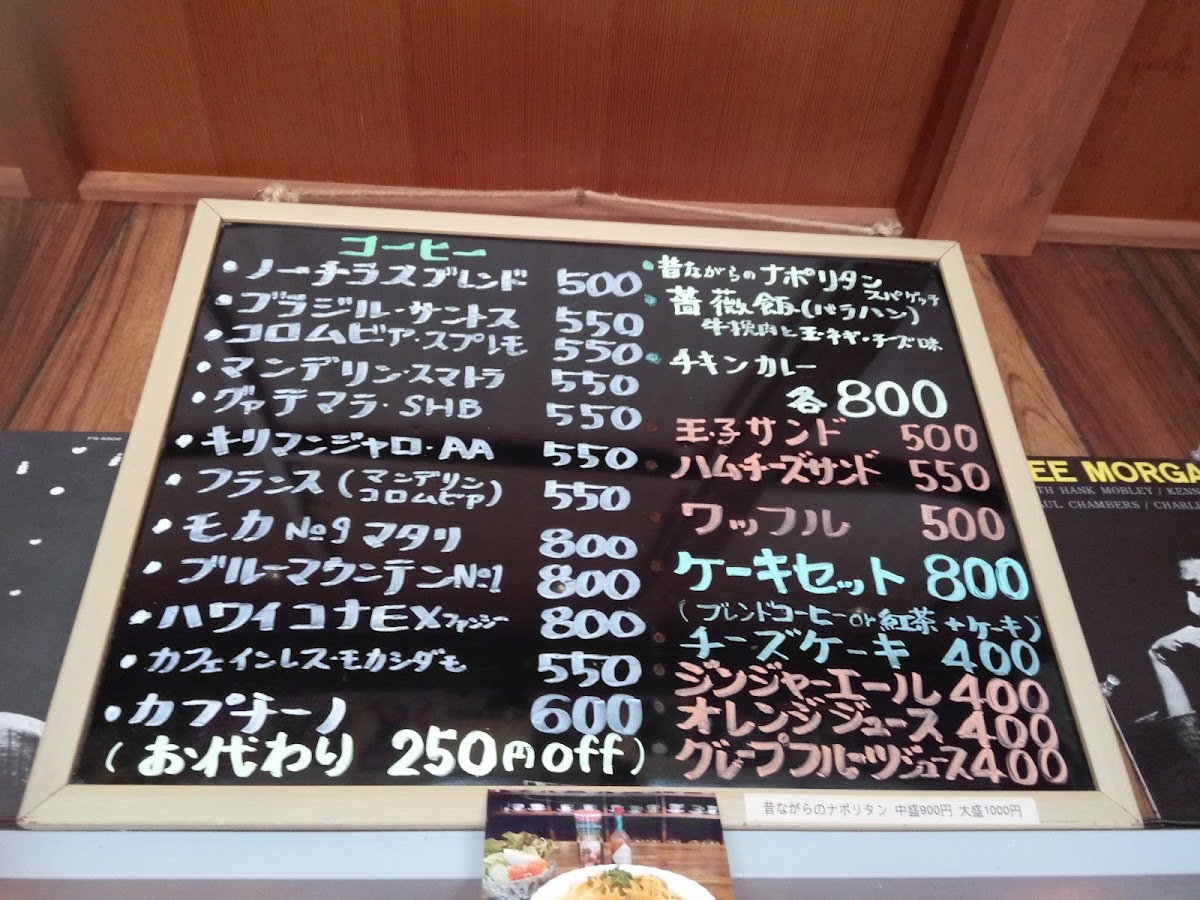 コーヒー
・ノーチラスブレンド 500
・ブラジル・サントス 550
・コロムビア・スプレモ 550
・マンデリン・スマトラ 550
・グァテマラ・SHB 550
・キリマンジャロ・AA 550
・フランス(マンデリン コロムビア) 550
・モカ№9マタリ 800
・ブルーマウンテン№1 800
・ハワイコナEXファンシー 800
・カフェインレス・モカシダモ 550
・カプチーノ 600
(お代わり 250円off)
・昔ながらのナポリタン
スパゲッティ
・薔薇飯(バラハン)
牛挽肉と玉ネギ・チーズ味
・チキンカレー
各800
・玉子サンド 500
・ハムチーズサンド 550
・ワッフル 500
ケーキセット 800
(ブレンドコーヒーor紅茶+ケーキ)
チーズケーキ 400
ジンジャーエール 400
オレンジジュース 400
グレープフルーツジュース 400
昔ながらのナポリタン 中盛900円 大盛1000円
EE MORGA
TH HANK MOBLEY / KENN
AUL CHAMBERS / CHARLI